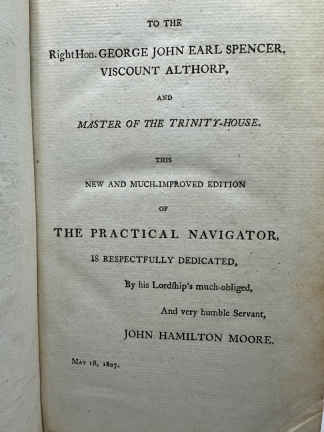 TO THE
Right Hon. GEORGE JOHN EARL SPENCER,
VISCOUNT ALTHORP,
AND
MASTER OF THE TRINITY-HOUSE.
THIS
NEW AND MUCH-IMPROVED EDITION
OF
THE PRACTICAL NAVIGATOR,
IS RESPECTFULLY DEDICATED,
By his Lordſhip's much-obliged,
And very humble Servant,
JOHN HAMILTON MOORE.
MAY 18, 1807.